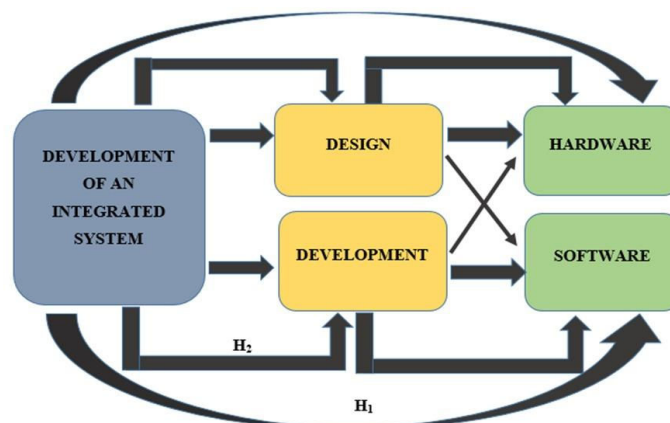 DEVELOPMENT
OF AN
INTEGRATED
SYSTEM
DESIGN
HARDWARE
DEVELOPMENT
SOFTWARE
H₂
H₁